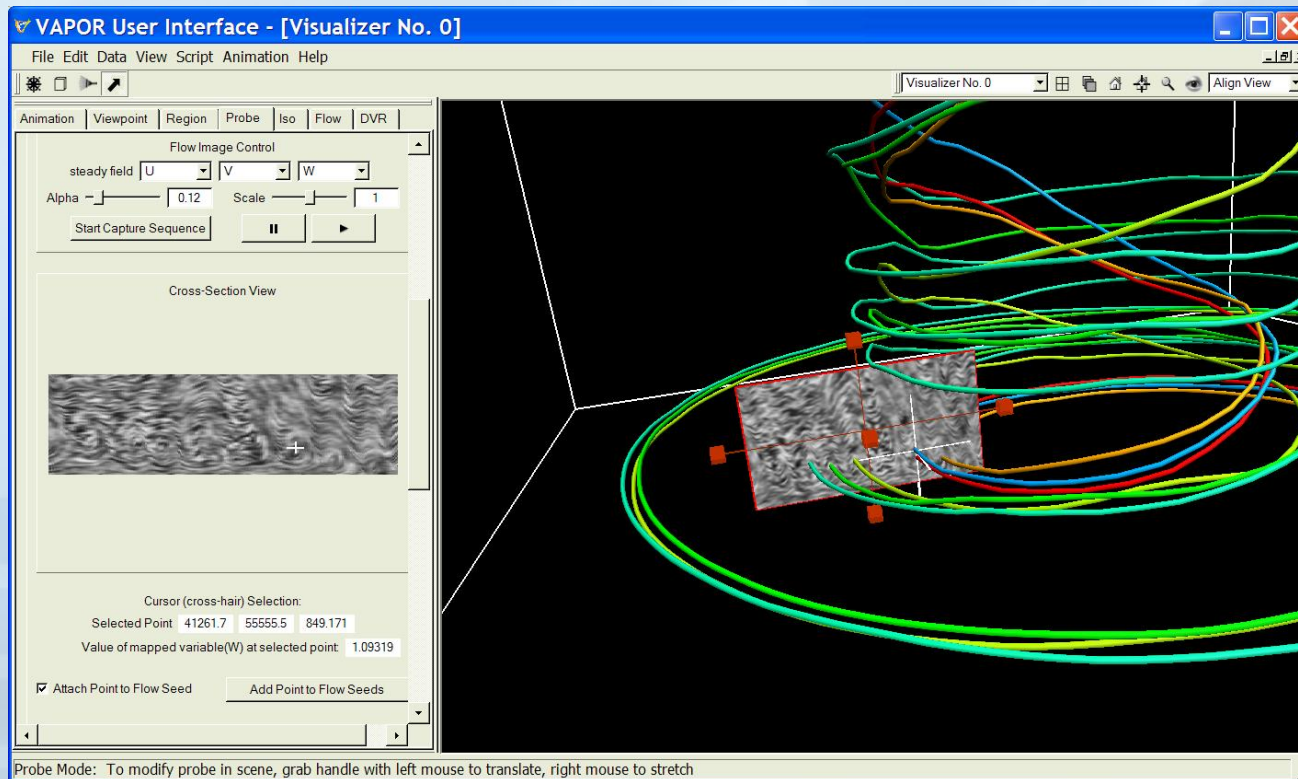 VAPOR User Interface - [Visualizer No. 0]
File Edit Data View Script Animation Help
Visualizer No. 0 Align View
Animation Viewpoint Region Probe Iso Flow DVR
Flow Image Control
steady field U V W
Alpha 0.12 Scale 1
Start Capture Sequence
Cross-Section View
Cursor (cross-hair) Selection:
Selected Point 41261.7 55555.5 849.171
Value of mapped variable(W) at selected point 1.09319
Attach Point to Flow Seed Add Point to Flow Seeds
Probe Mode: To modify probe in scene, grab handle with left mouse to translate, right mouse to stretch